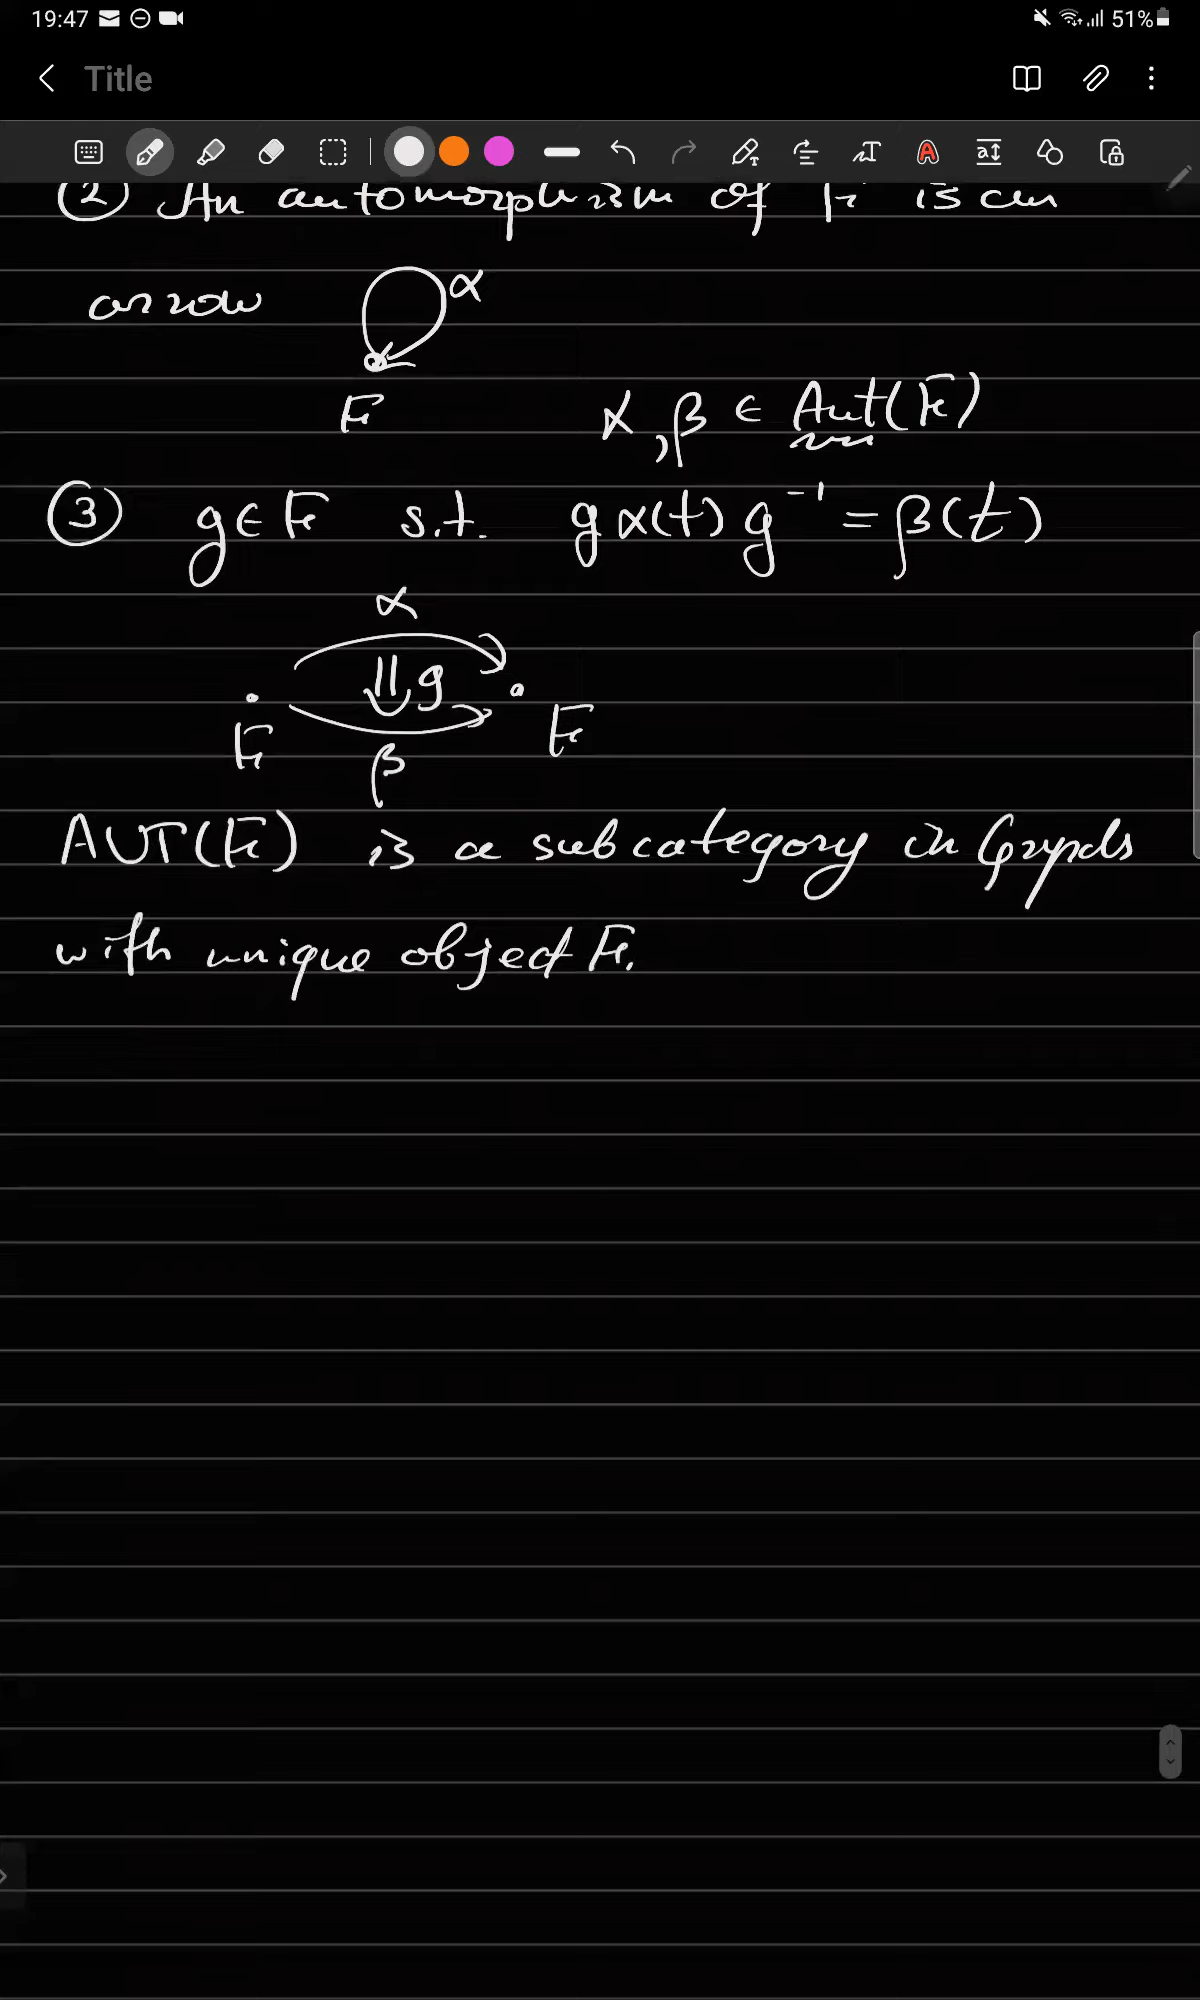 19:47 51%
Title
② An automorphism of F is an
arrow α
F
α, β ∈ Aut(F)
③ g ∈ F s.t. g α(t) g⁻¹ = β(t)
α
⇓ g
F F
β
AUT(F) is a subcategory in Grpds
with unique object F.